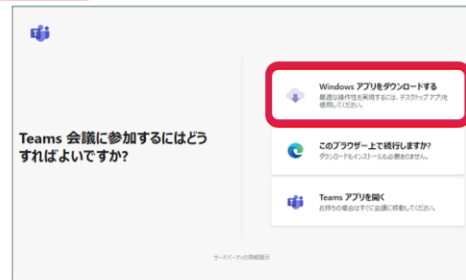 Teams 会議に参加するにはどう
すればよいですか?
Windows アプリをダウンロードする
最適な操作性を実現するには、デスクトップ アプリを
使用してください。
このブラウザー上で続行しますか?
ダウンロードもインストールも必要ありません。
Teams アプリを開く
お持ちの場合はすぐに会議に移動してください。
サードパーティの情報開示